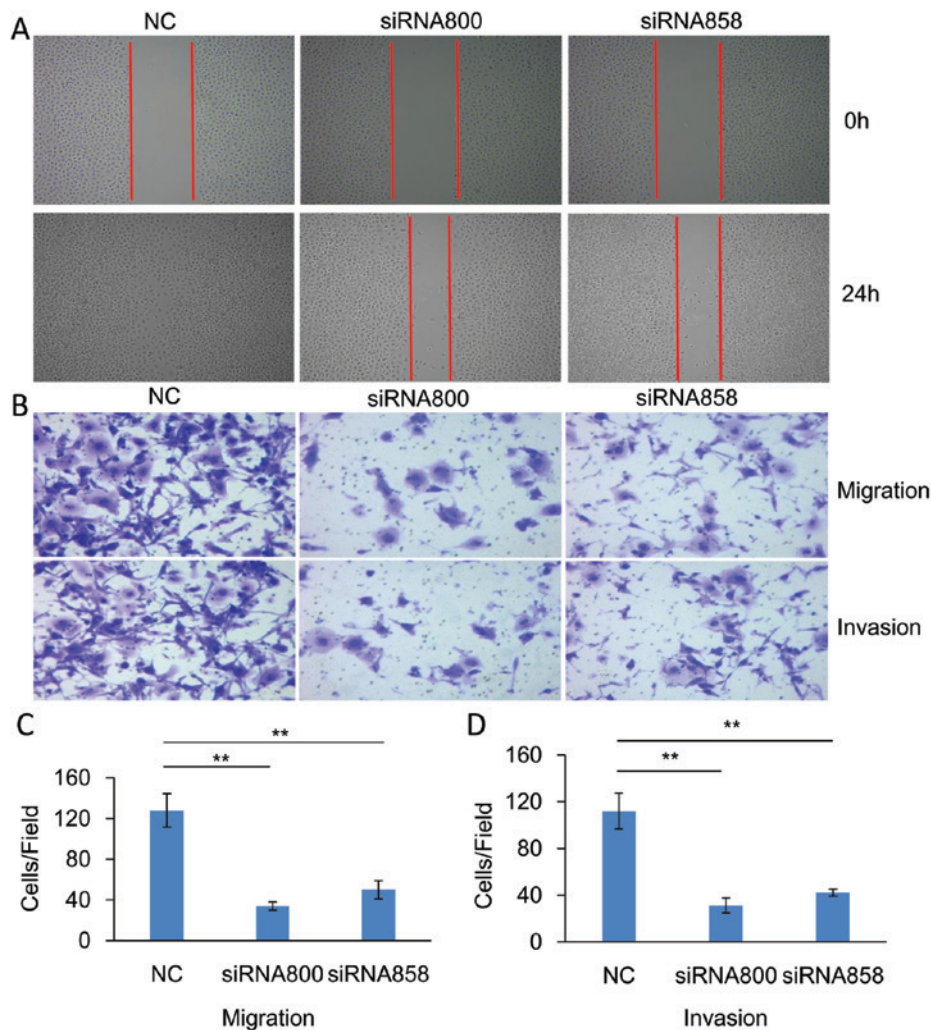 A
NC
siRNA800
siRNA858
0h
24h
B
NC
siRNA800
siRNA858
Migration
Invasion
C
**
**
160
120
80
40
0
Cells/Field
NC
siRNA800
siRNA858
Migration
D
**
**
160
120
80
40
0
Cells/Field
NC
siRNA800
siRNA858
Invasion